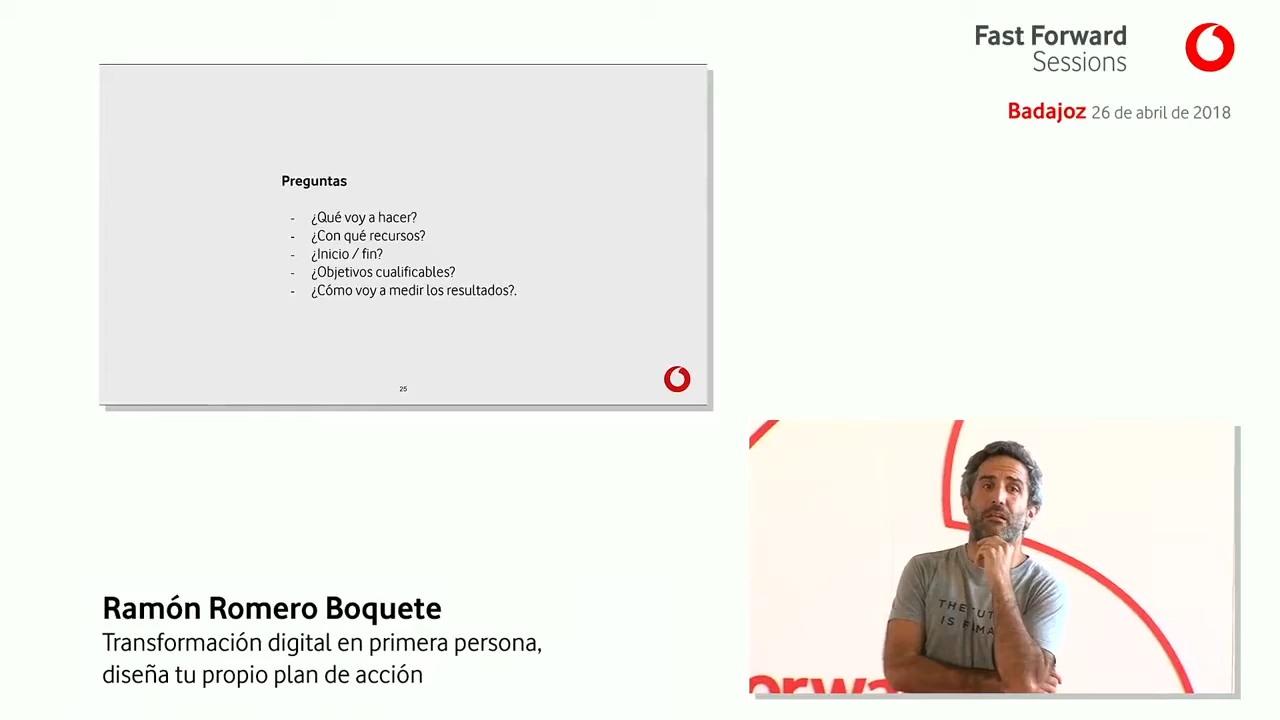 Fast Forward
Sessions
Badajoz 26 de abril de 2018
Preguntas
- ¿Qué voy a hacer?
- ¿Con qué recursos?
- ¿Inicio / fin?
- ¿Objetivos cualificables?
- ¿Cómo voy a medir los resultados?.
25
Ramón Romero Boquete
Transformación digital en primera persona,
diseña tu propio plan de acción
THE
IS